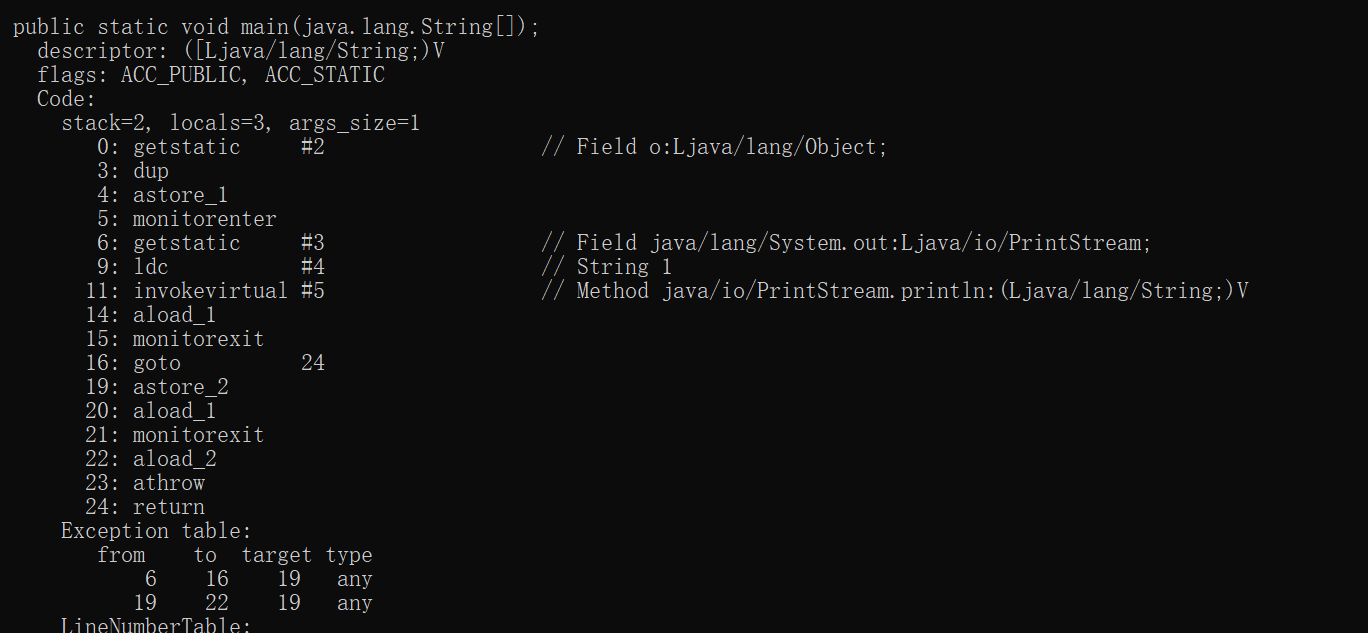 public static void main(java.lang.String[]);
descriptor: ([Ljava/lang/String;)V
flags: ACC_PUBLIC, ACC_STATIC
Code:
stack=2, locals=3, args_size=1
0: getstatic #2 // Field o:Ljava/lang/Object;
3: dup
4: astore_1
5: monitorenter
6: getstatic #3 // Field java/lang/System.out:Ljava/io/PrintStream;
9: ldc #4 // String 1
11: invokevirtual #5 // Method java/io/PrintStream.println:(Ljava/lang/String;)V
14: aload_1
15: monitorexit
16: goto 24
19: astore_2
20: aload_1
21: monitorexit
22: aload_2
23: athrow
24: return
Exception table:
from to target type
6 16 19 any
19 22 19 any
LineNumberTable: